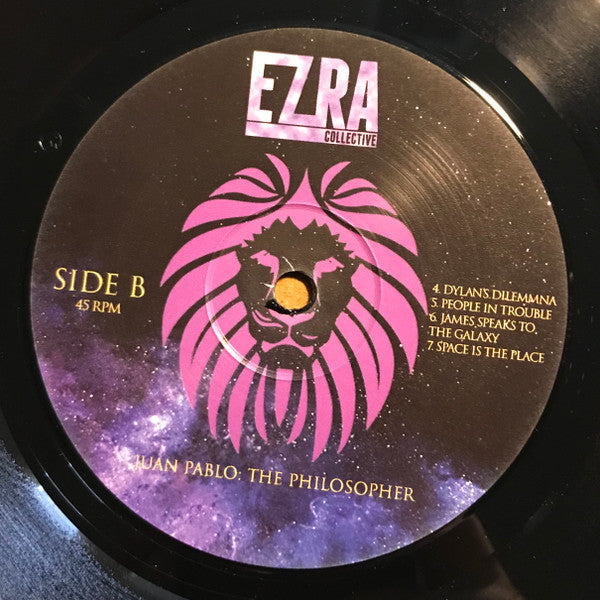 EZRA
COLLECTIVE
SIDE B
45 RPM
4. DYLAN'S DILEMMNA
5. PEOPLE IN TROUBLE
6. JAMES SPEAKS TO
THE GALAXY
7. SPACE IS THE PLACE
JUAN PABLO: THE PHILOSOPHER